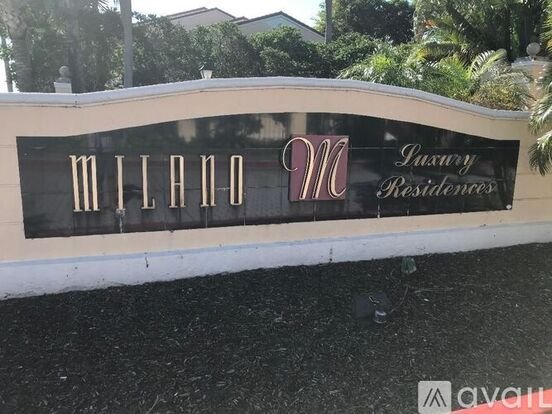 MILANO
M
Luxury
Residences
avail